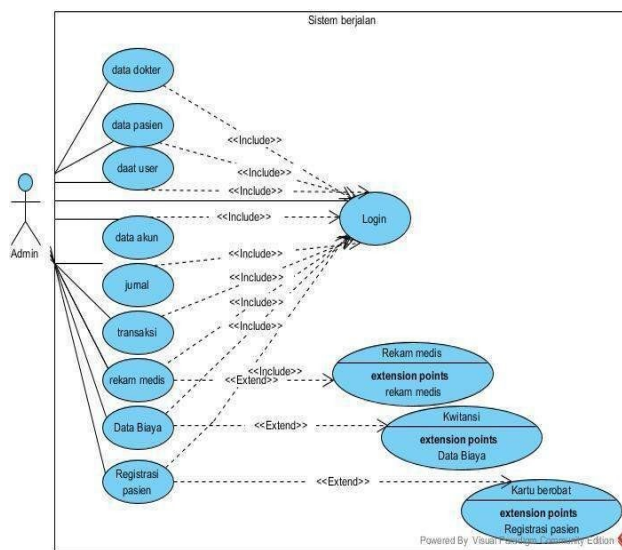 Sistem berjalan
data dokter
<<Include>>
data pasien
<<Include>>
daat user
<<Include>>
Login
<<Include>>
Admin
data akun
<<Include>>
jurnal
<<Include>>
transaksi
<<Include>>
rekam medis
<<Include>>
<<Extend>>
Rekam medis
extension points
rekam medis
Data Biaya
<<Extend>>
Kwitansi
extension points
Data Biaya
Registrasi
pasien
<<Extend>>
Kartu berobat
extension points
Registrasi pasien
Powered By Visual Paradigm Community Edition